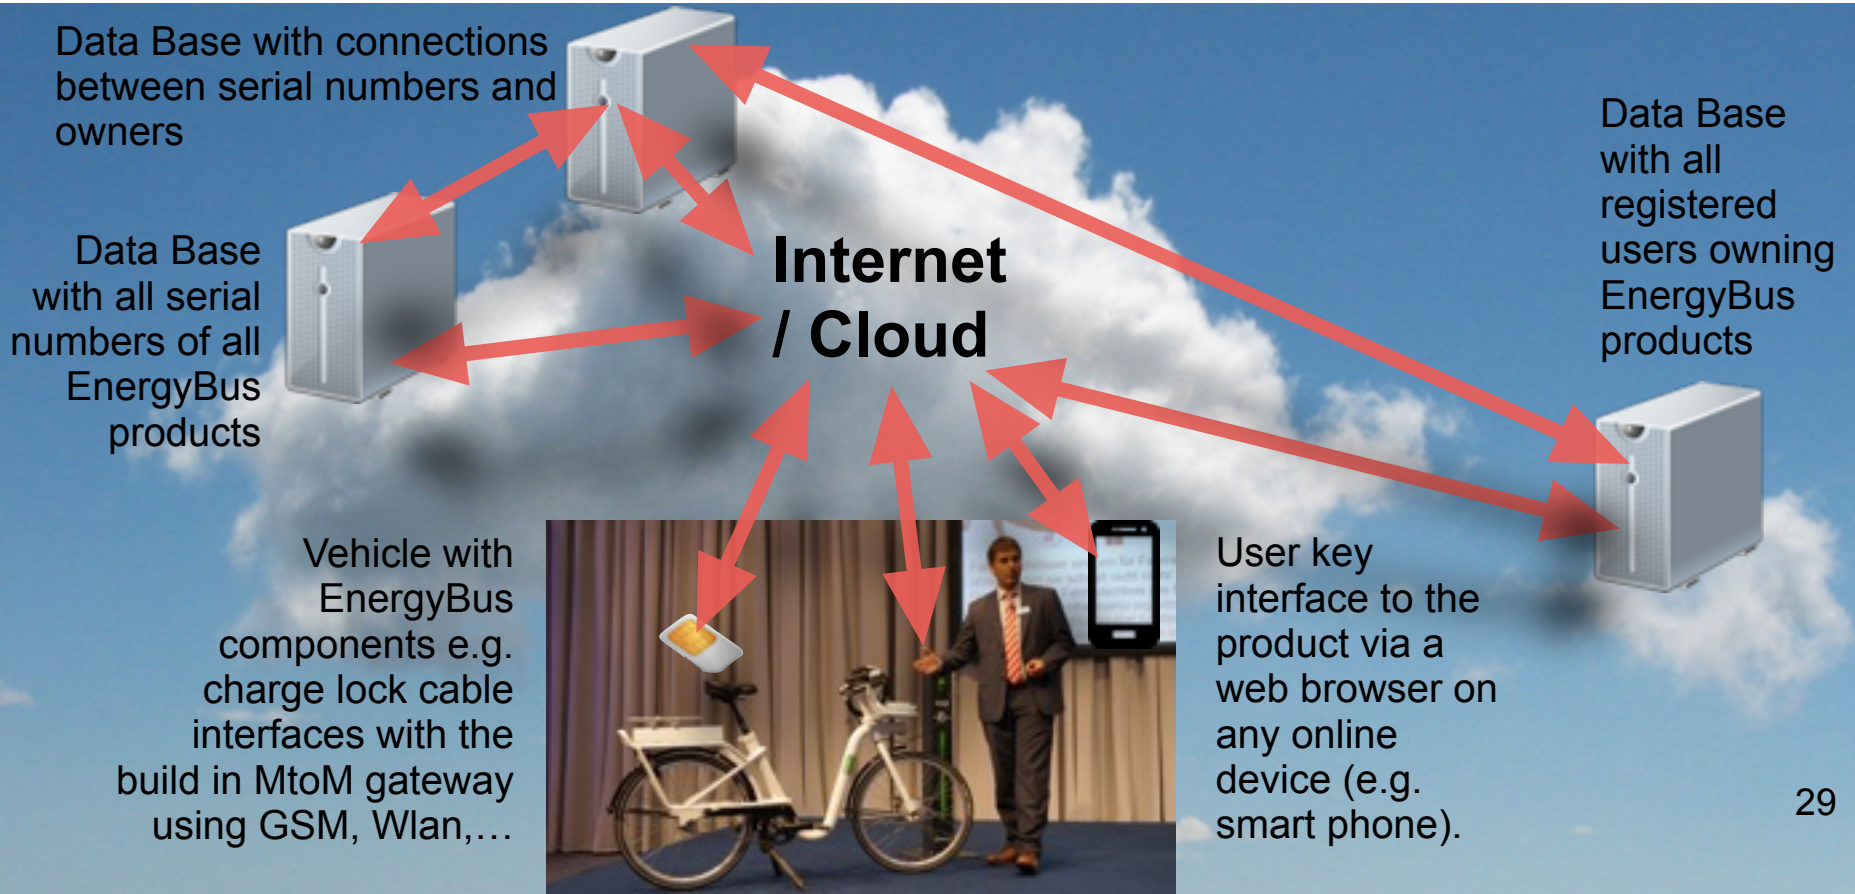 Data Base with connections
between serial numbers and
owners
Data Base
with all serial
numbers of all
EnergyBus
products
Internet
/ Cloud
Data Base
with all
registered
users owning
EnergyBus
products
Vehicle with
EnergyBus
components e.g.
charge lock cable
interfaces with the
build in MtoM gateway
using GSM, Wlan,…
User key
interface to the
product via a
web browser on
any online
device (e.g.
smart phone).
29